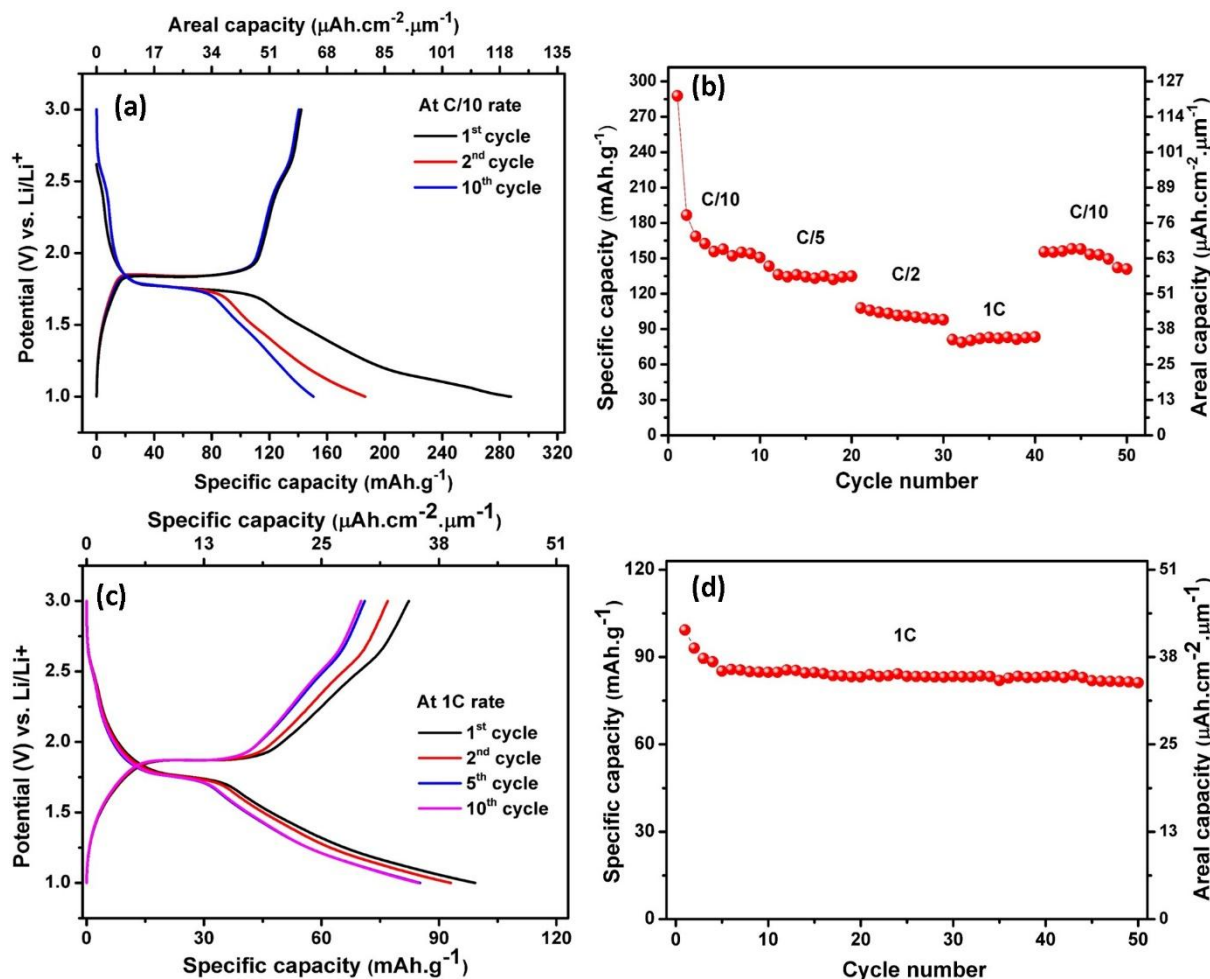 Areal capacity (µAh.cm⁻².µm⁻¹)
0 17 34 51 68 85 102 118 135
(a)
At C/10 rate
1ˢᵗ cycle
2ⁿᵈ cycle
10ᵗʰ cycle
3.0
2.5
2.0
1.5
1.0
Potential (V) vs. Li/Li⁺
0 40 80 120 160 200 240 280 320
Specific capacity (mAh.g⁻¹)
(b)
300
270
240
210
180
150
120
90
60
30
0
Specific capacity (mAh.g⁻¹)
C/10
C/5
C/2
1C
C/10
127
114
101
89
76
63
51
38
25
13
0
Areal capacity (µAh.cm⁻².µm⁻¹)
0 10 20 30 40 50
Cycle number
Specific capacity (µAh.cm⁻².µm⁻¹)
0 13 25 38 51
(c)
At 1C rate
1ˢᵗ cycle
2ⁿᵈ cycle
5ᵗʰ cycle
10ᵗʰ cycle
3.0
2.5
2.0
1.5
1.0
Potential (V) vs. Li/Li+
0 30 60 90 120
Specific capacity (mAh.g⁻¹)
(d)
120
90
60
30
0
Specific capacity (mAh.g⁻¹)
1C
51
38
25
13
0
Areal capacity (µAh.cm⁻².µm⁻¹)
0 10 20 30 40 50
Cycle number